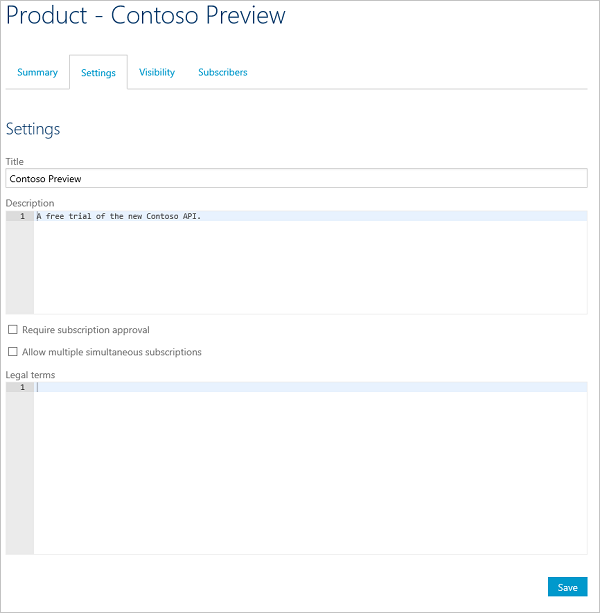 Product - Contoso Preview
Summary Settings Visibility Subscribers
Settings
Title
Contoso Preview
Description
1 A free trial of the new Contoso API.
Require subscription approval
Allow multiple simultaneous subscriptions
Legal terms
1
Save